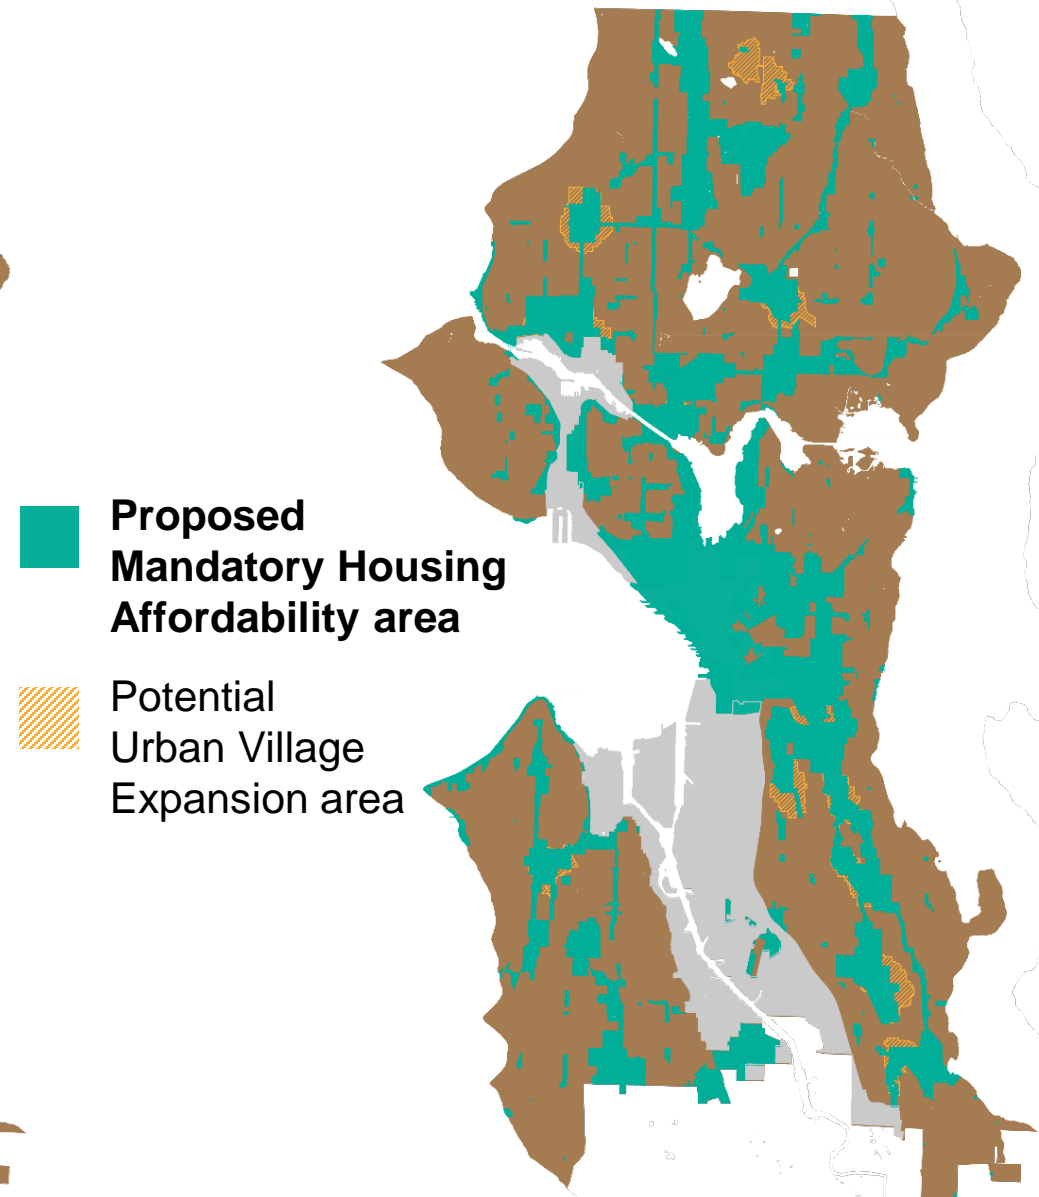 Proposed
Mandatory Housing
Affordability area
Potential
Urban Village
Expansion area